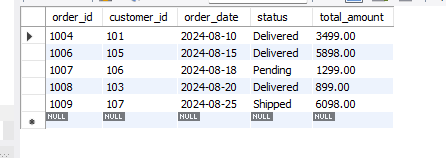 order_id customer_id order_date status total_amount
1004 101 2024-08-10 Delivered 3499.00
1006 105 2024-08-15 Delivered 5898.00
1007 106 2024-08-18 Pending 1299.00
1008 103 2024-08-20 Delivered 899.00
1009 107 2024-08-25 Shipped 6098.00
NULL NULL NULL NULL NULL